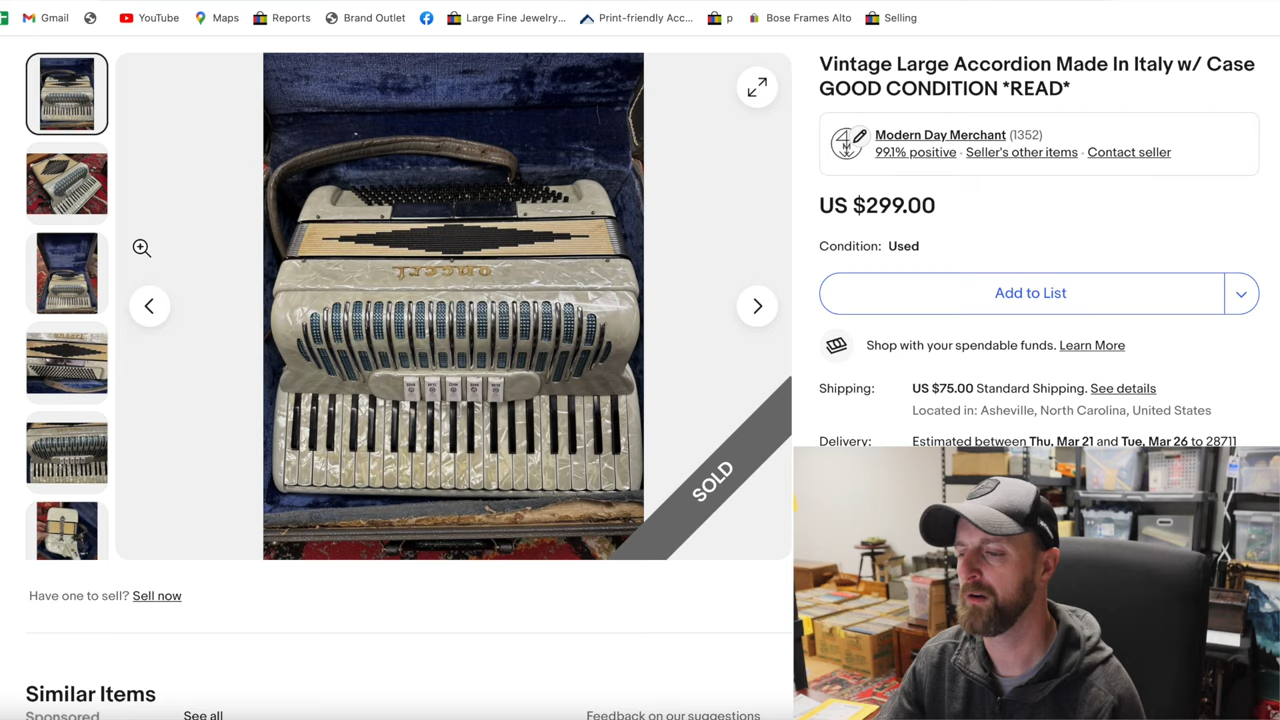 Gmail
YouTube
Maps
Reports
Brand Outlet
Large Fine Jewelry...
Print-friendly Acc...
p
Bose Frames Alto
Selling
Vintage Large Accordion Made In Italy w/ Case
GOOD CONDITION *READ*
Modern Day Merchant (1352)
99.1% positive · Seller's other items · Contact seller
US $299.00
Condition: Used
Add to List
Shop with your spendable funds. Learn More
Shipping: US $75.00 Standard Shipping. See details
Located in: Asheville, North Carolina, United States
Delivery: Estimated between Thu, Mar 21 and Tue, Mar 26 to 28711
SOLD
Have one to sell? Sell now
Similar Items
Sponsored
See all
Feedback on our suggestions